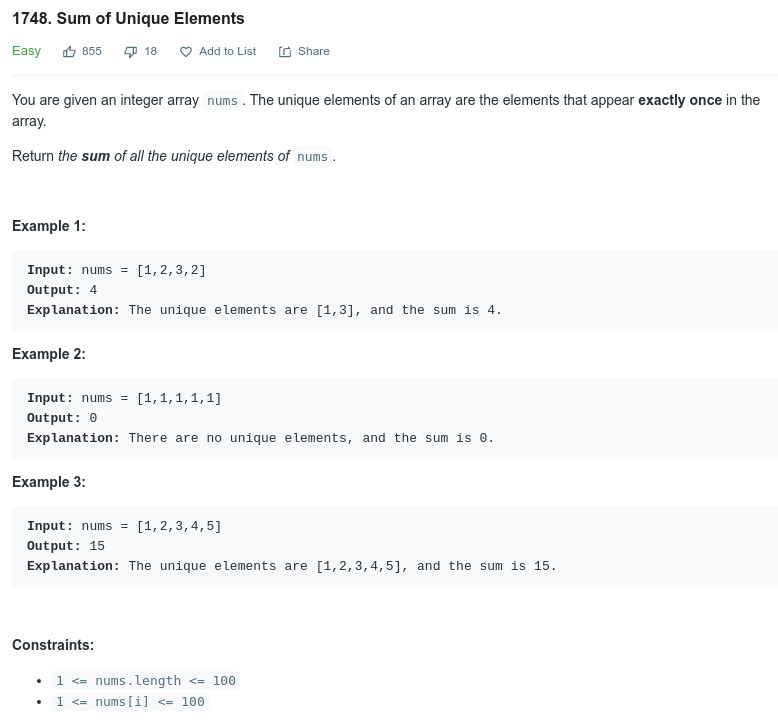 1748. Sum of Unique Elements
Easy 855 18 Add to List Share
You are given an integer array nums . The unique elements of an array are the elements that appear exactly once in the
array.
Return the sum of all the unique elements of nums .
Example 1:
Input: nums = [1,2,3,2]
Output: 4
Explanation: The unique elements are [1,3], and the sum is 4.
Example 2:
Input: nums = [1,1,1,1,1]
Output: 0
Explanation: There are no unique elements, and the sum is 0.
Example 3:
Input: nums = [1,2,3,4,5]
Output: 15
Explanation: The unique elements are [1,2,3,4,5], and the sum is 15.
Constraints:
• 1 <= nums.length <= 100
• 1 <= nums[i] <= 100